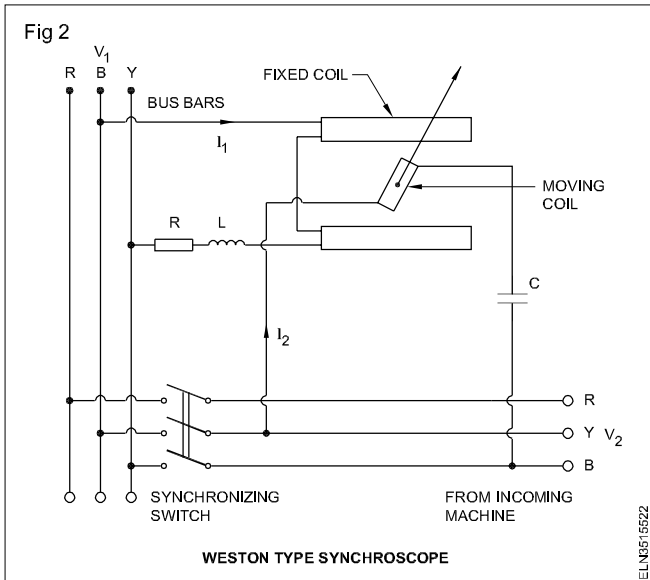 Fig 2
V1
R B Y
BUS BARS
I1
FIXED COIL
MOVING
COIL
R L
C
I2
R
Y V2
B
SYNCHRONIZING
SWITCH
FROM INCOMING
MACHINE
WESTON TYPE SYNCHROSCOPE
ELN3515522